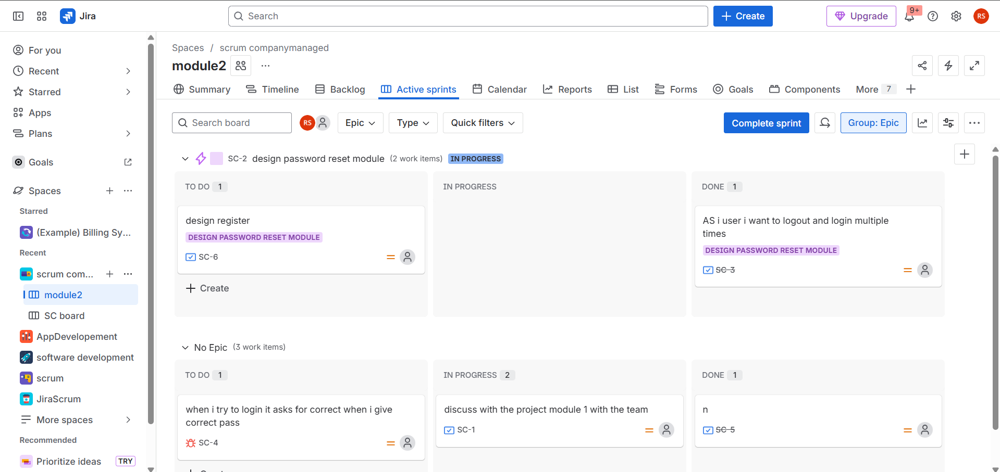 Jira
Search
Create
Upgrade
9+
RS
For you
Recent
Starred
Apps
Plans
Goals
Spaces
Starred
(Example) Billing Sy...
Recent
scrum com...
module2
SC board
AppDevelopement
software development
scrum
JiraScrum
More spaces
Recommended
Prioritize ideas TRY
Spaces / scrum companymanaged
module2
Summary Timeline Backlog Active sprints Calendar Reports List Forms Goals Components More 7
Search board RS Epic Type Quick filters Complete sprint Group: Epic
SC-2 design password reset module (2 work items) IN PROGRESS
TO DO 1
design register
DESIGN PASSWORD RESET MODULE
SC-6
Create
IN PROGRESS
DONE 1
AS i user i want to logout and login multiple
times
DESIGN PASSWORD RESET MODULE
SC-3
No Epic (3 work items)
TO DO 1
when i try to login it asks for correct when i give
correct pass
SC-4
IN PROGRESS 2
discuss with the project module 1 with the team
SC-1
DONE 1
n
SC-5